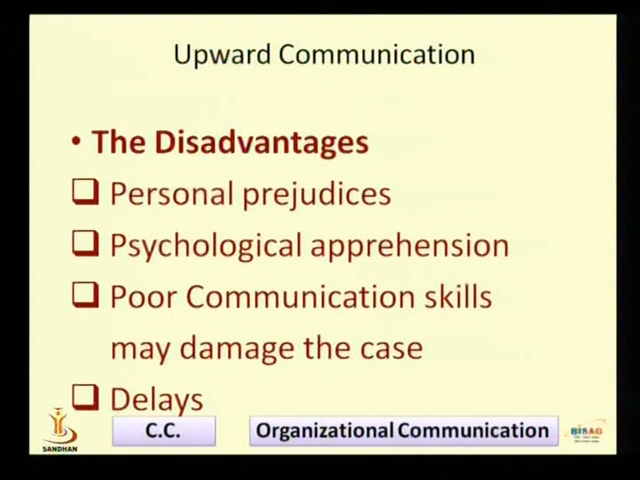 Upward Communication
• The Disadvantages
❑ Personal prejudices
❑ Psychological apprehension
❑ Poor Communication skills
may damage the case
❑ Delays
C.C.
Organizational Communication
SANDHAN
BISAG